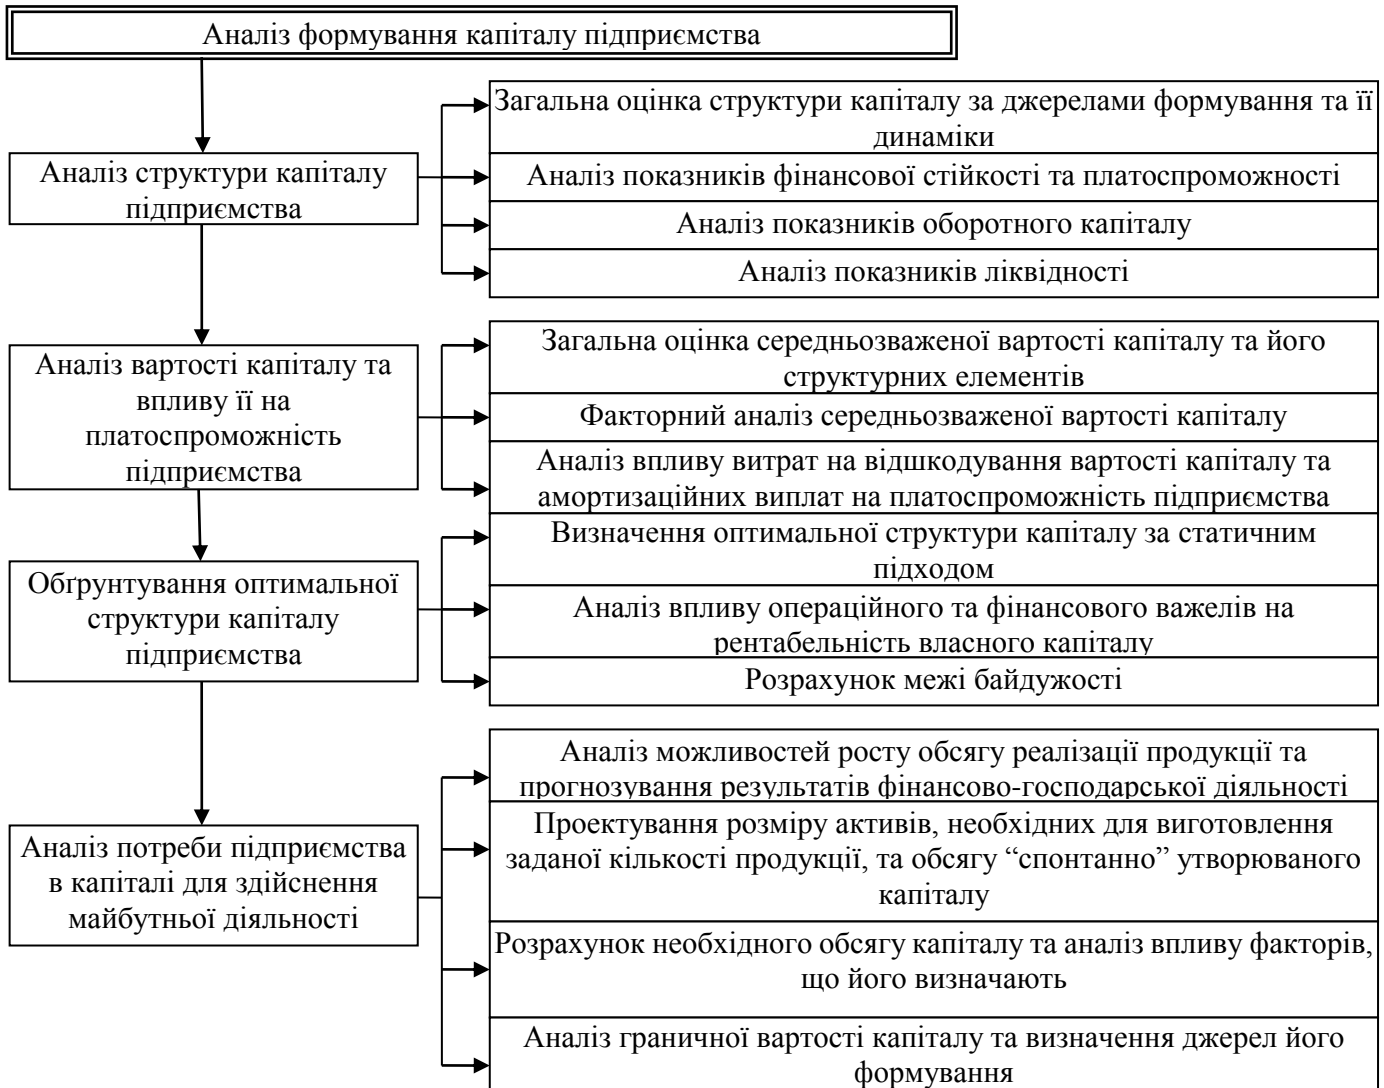 Аналіз формування капіталу підприємства
Аналіз структури капіталу
підприємства
Загальна оцінка структури капіталу за джерелами формування та її
динаміки
Аналіз показників фінансової стійкості та платоспроможності
Аналіз показників оборотного капіталу
Аналіз показників ліквідності
Аналіз вартості капіталу та
впливу її на
платоспроможність
підприємства
Загальна оцінка середньозваженої вартості капіталу та його
структурних елементів
Факторний аналіз середньозваженої вартості капіталу
Аналіз впливу витрат на відшкодування вартості капіталу та
амортизаційних виплат на платоспроможність підприємства
Обґрунтування оптимальної
структури капіталу
підприємства
Визначення оптимальної структури капіталу за статичним
підходом
Аналіз впливу операційного та фінансового важелів на
рентабельність власного капіталу
Розрахунок межі байдужості
Аналіз потреби підприємства
в капіталі для здійснення
майбутньої діяльності
Аналіз можливостей росту обсягу реалізації продукції та
прогнозування результатів фінансово-господарської діяльності
Проектування розміру активів, необхідних для виготовлення
заданої кількості продукції, та обсягу “спонтанно” утворюваного
капіталу
Розрахунок необхідного обсягу капіталу та аналіз впливу факторів,
що його визначають
Аналіз граничної вартості капіталу та визначення джерел його
формування